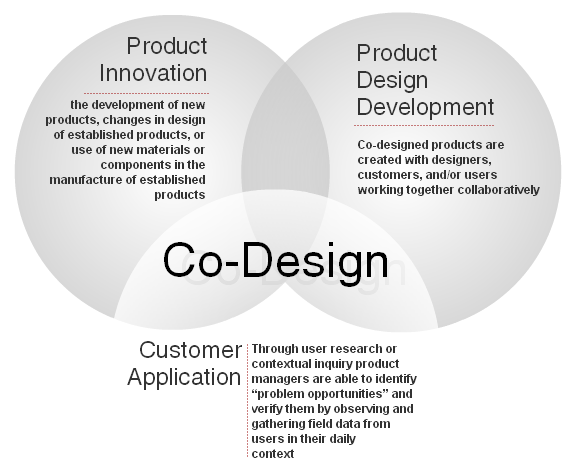 Product
Innovation
the development of new
products, changes in design
of established products, or
use of new materials or
components in the
manufacture of established
products
Product
Design
Development
Co-designed products are
created with designers,
customers, and/or users
working together collaboratively
Co-Design
Customer
Application
Through user research or
contextual inquiry product
managers are able to identify
“problem opportunities” and
verify them by observing and
gathering field data from
users in their daily
context